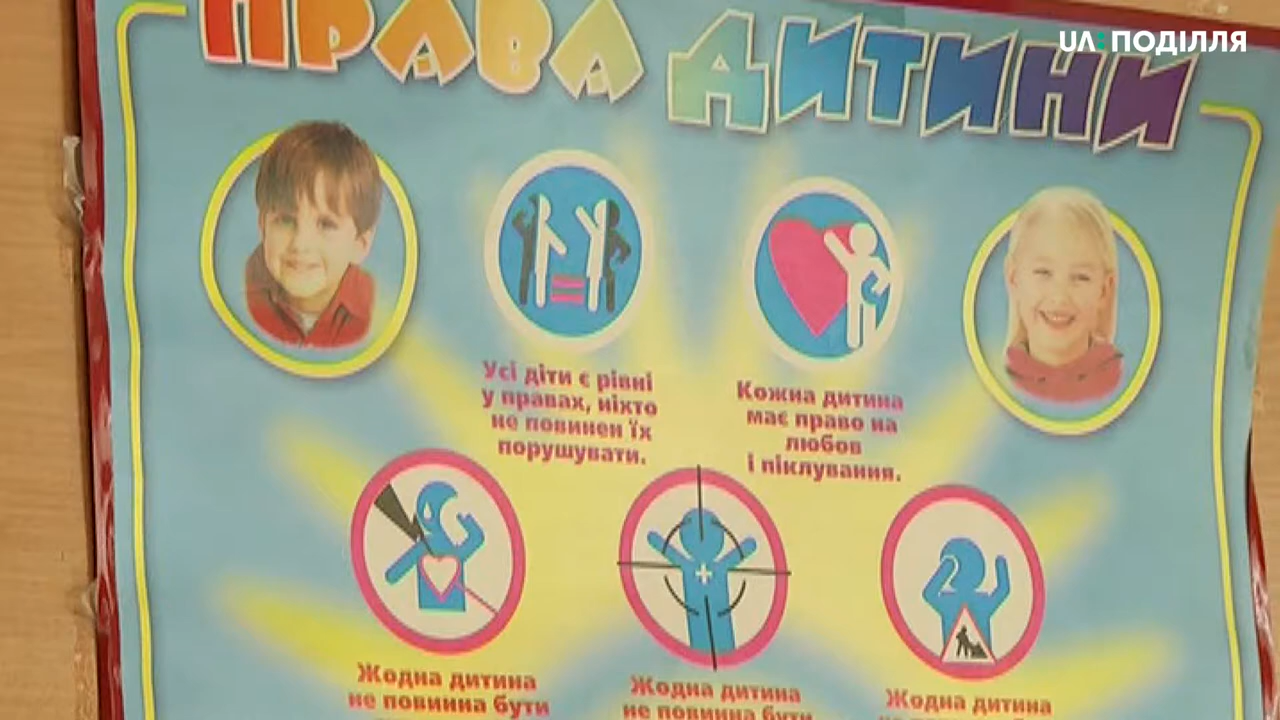 UA:ПОДІЛЛЯ
ПРАВА ДИТИНИ
Усі діти є рівні
у правах, ніхто
не повинен їх
порушувати.
Кожна дитина
має право на
любов
і піклування.
Жодна дитина
не повинна бути
Жодна дитина
не повинна бути
Жодна дитина